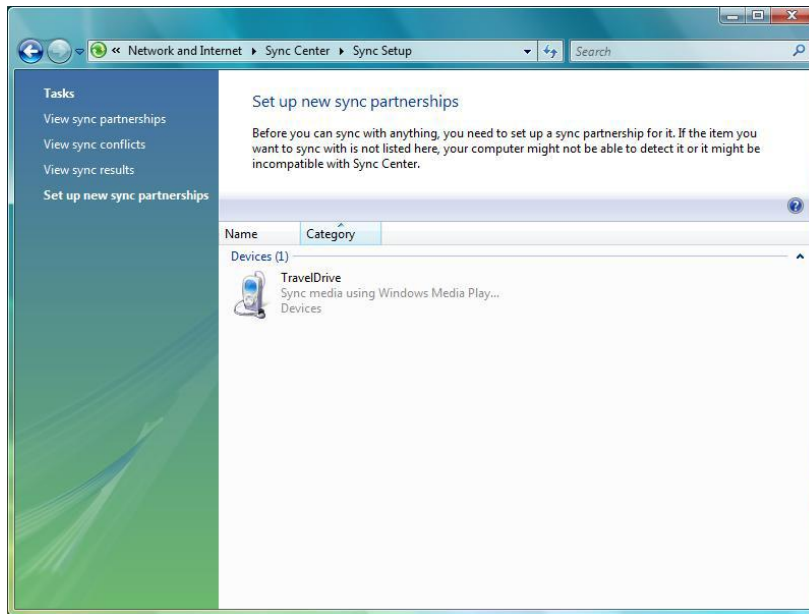 « Network and Internet ▸ Sync Center ▸ Sync Setup
Search
Tasks
View sync partnerships
View sync conflicts
View sync results
Set up new sync partnerships
Set up new sync partnerships
Before you can sync with anything, you need to set up a sync partnership for it. If the item you
want to sync with is not listed here, your computer might not be able to detect it or it might be
incompatible with Sync Center.
Name
Category
Devices (1)
TravelDrive
Sync media using Windows Media Play...
Devices